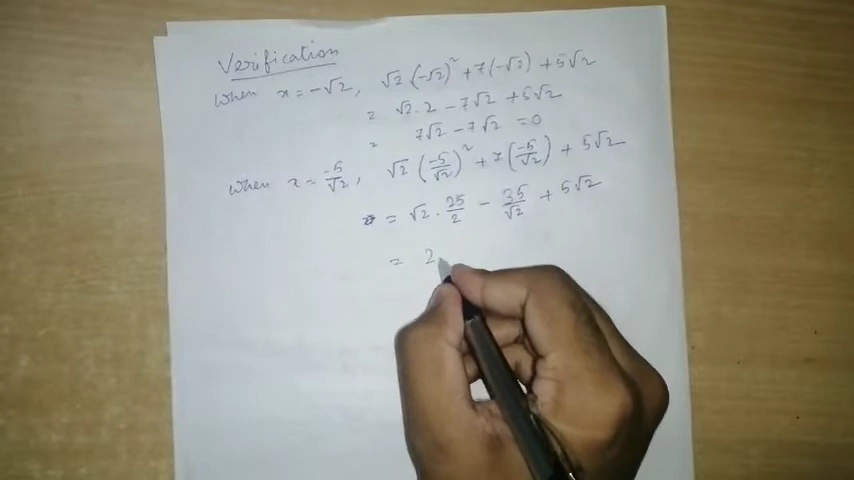 Verification
When x = -√2, √2 (-√2)² + 7(-√2) + 5√2
= √2 . 2 - 7√2 + 5√2
= 7√2 - 7√2 = 0
When x = -5/√2, √2 (-5/√2)² + 7(-5/√2) + 5√2
= √2 . 25/2 - 35/√2 + 5√2
= 2